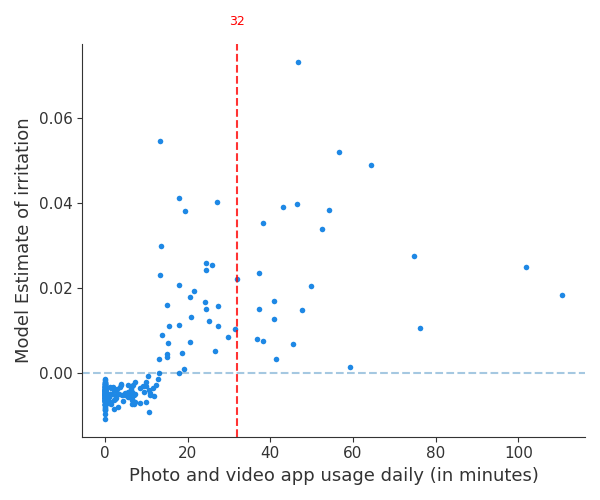 32
0.06
0.04
0.02
0.00
Model Estimate of irritation
0 20 40 60 80 100
Photo and video app usage daily (in minutes)